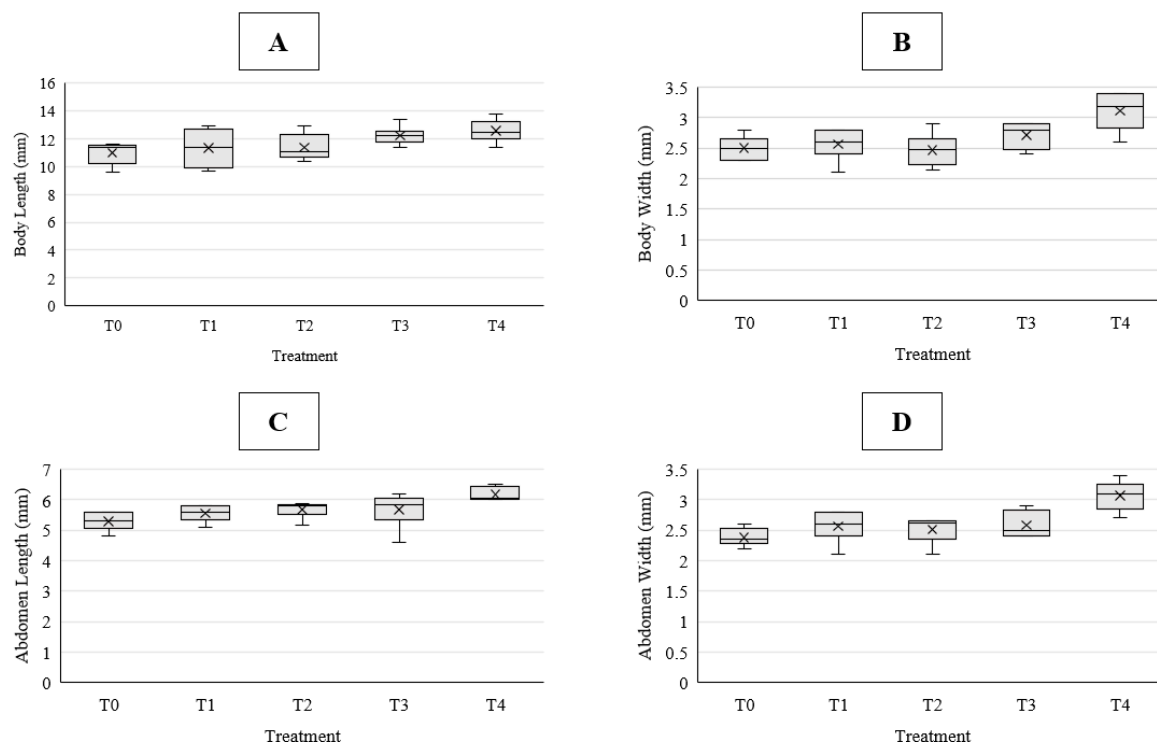 A
Body Length (mm)
16
14
12
10
8
6
4
2
0
T0 T1 T2 T3 T4
Treatment
B
Body Width (mm)
3.5
3
2.5
2
1.5
1
0.5
0
T0 T1 T2 T3 T4
Treatment
C
Abdomen Length (mm)
7
6
5
4
3
2
1
0
T0 T1 T2 T3 T4
Treatment
D
Abdomen Width (mm)
3.5
3
2.5
2
1.5
1
0.5
0
T0 T1 T2 T3 T4
Treatment